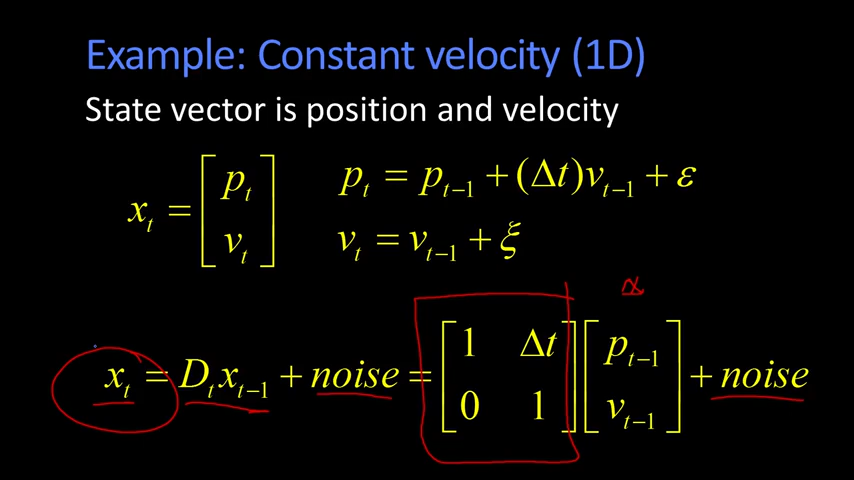 Example: Constant velocity (1D)
State vector is position and velocity
x_t = [p_t; v_t]
p_t = p_{t−1} + (Δt)v_{t−1} + ε
v_t = v_{t−1} + ξ
x
x_t = D_t x_{t−1} + noise = [1 Δt; 0 1] [p_{t−1}; v_{t−1}] + noise